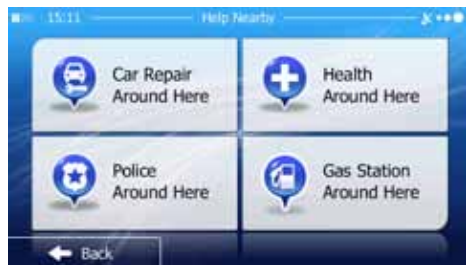 15:11
Help Nearby
Car Repair
Around Here
Health
Around Here
Police
Around Here
Gas Station
Around Here
Back